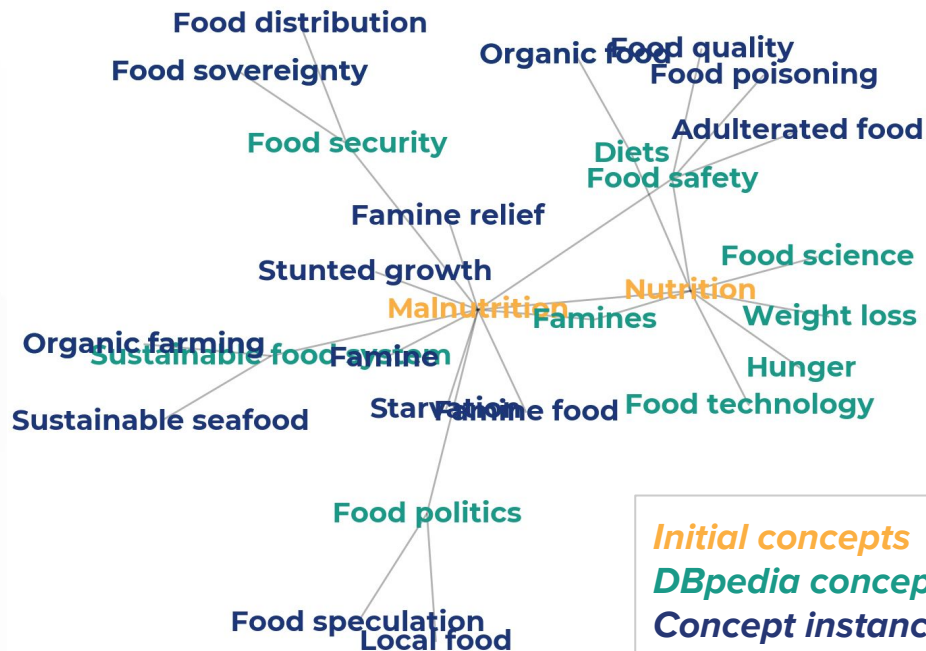 Food distribution
Organic food
Food quality
Food sovereignty
Food poisoning
Adulterated food
Food security
Diets
Food safety
Famine relief
Food science
Stunted growth
Nutrition
Malnutrition
Famines
Weight loss
Organic farming
Sustainable food system
Famine
Hunger
Food technology
Starvation
Famine food
Sustainable seafood
Food politics
Initial concepts
DBpedia concep
Concept instanc
Food speculation
Local food